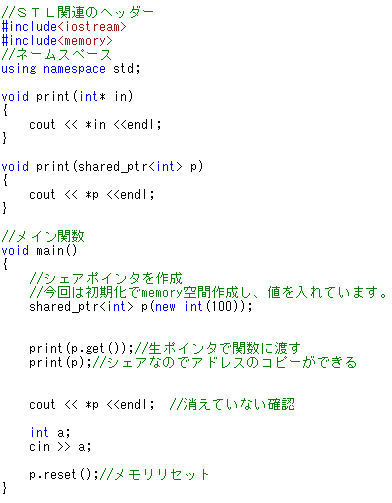 //ＳＴＬ関連のヘッダー
#include<iostream>
#include<memory>
//ネームスペース
using namespace std;
void print(int* in)
{
cout << *in <<endl;
}
void print(shared_ptr<int> p)
{
cout << *p <<endl;
}
//メイン関数
void main()
{
//シェアポインタを作成
//今回は初期化でmemory空間作成し、値を入れています。
shared_ptr<int> p(new int(100));
print(p.get());//生ポインタで関数に渡す
print(p);//シェアなのでアドレスのコピーができる
cout << *p <<endl; //消えていない確認
int a;
cin >> a;
p.reset();//メモリリセット
}